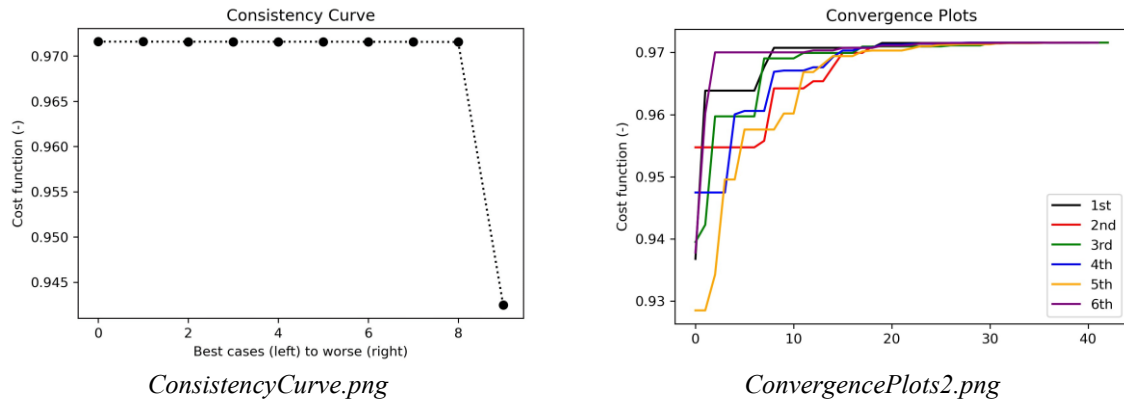 Consistency Curve
0.970
0.965
0.960
0.955
0.950
0.945
Cost function (-)
0 2 4 6 8
Best cases (left) to worse (right)
ConsistencyCurve.png
Convergence Plots
0.97
0.96
0.95
0.94
0.93
Cost function (-)
1st
2nd
3rd
4th
5th
6th
0 10 20 30 40
ConvergencePlots2.png